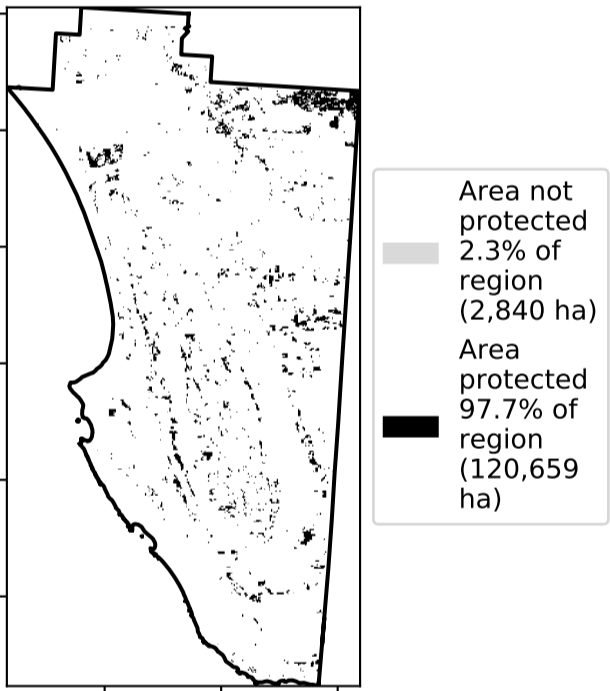 Area not
protected
2.3% of
region
(2,840 ha)
Area
protected
97.7% of
region
(120,659
ha)